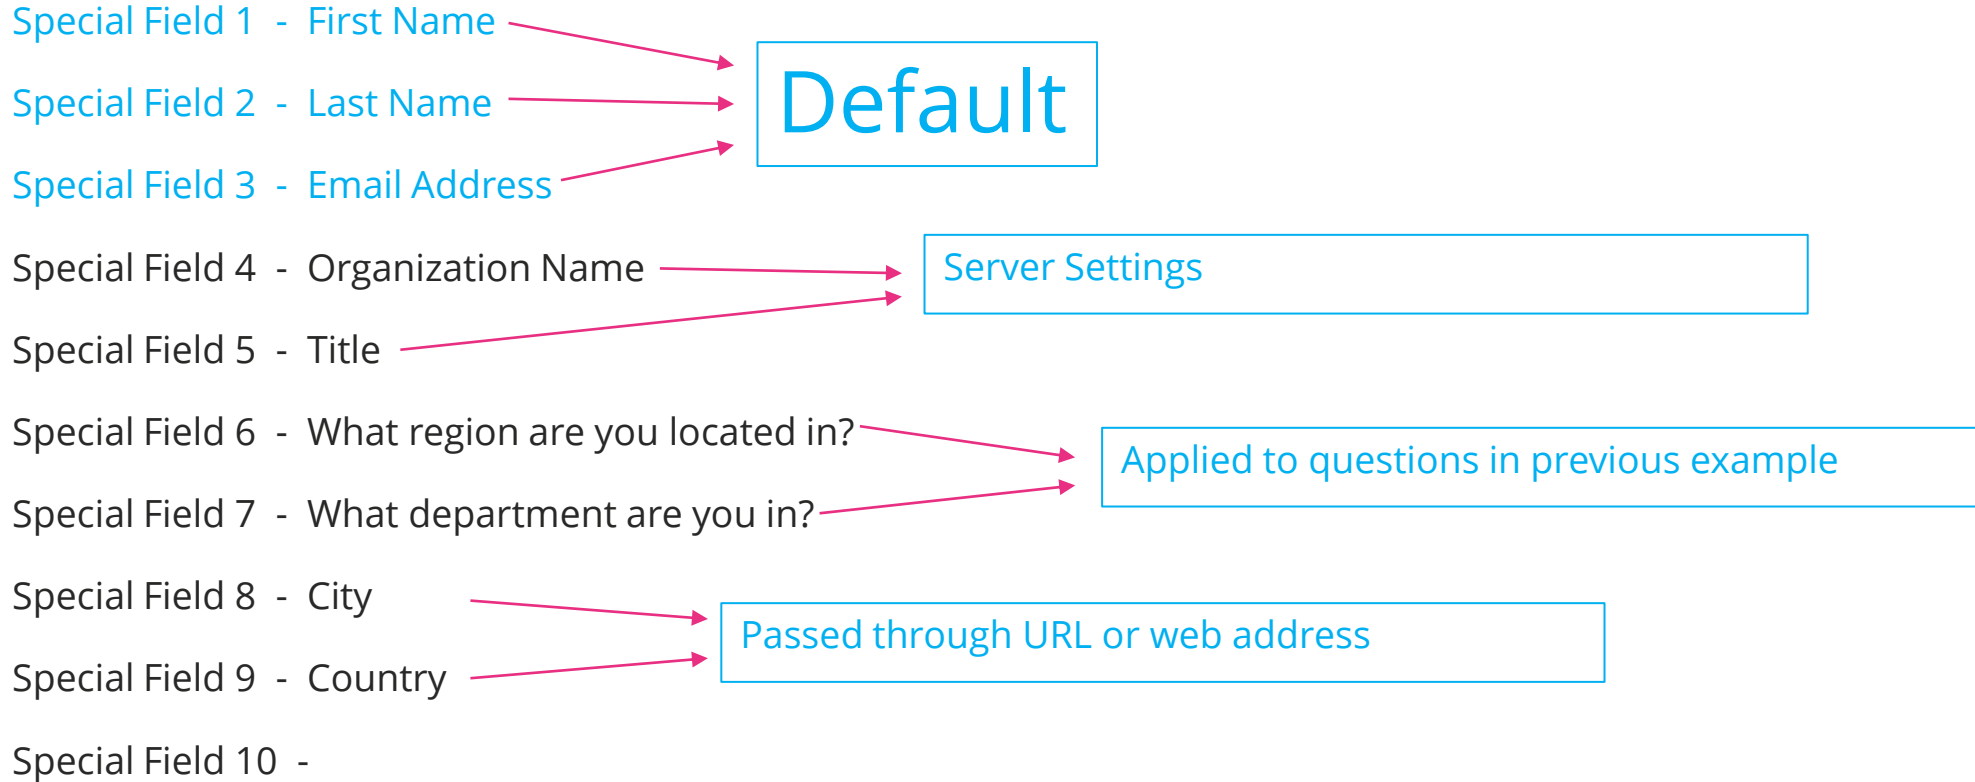 Special Field 1 - First Name
Special Field 2 - Last Name
Special Field 3 - Email Address
Default
Special Field 4 - Organization Name
Server Settings
Special Field 5 - Title
Special Field 6 - What region are you located in?
Applied to questions in previous example
Special Field 7 - What department are you in?
Special Field 8 - City
Passed through URL or web address
Special Field 9 - Country
Special Field 10 -